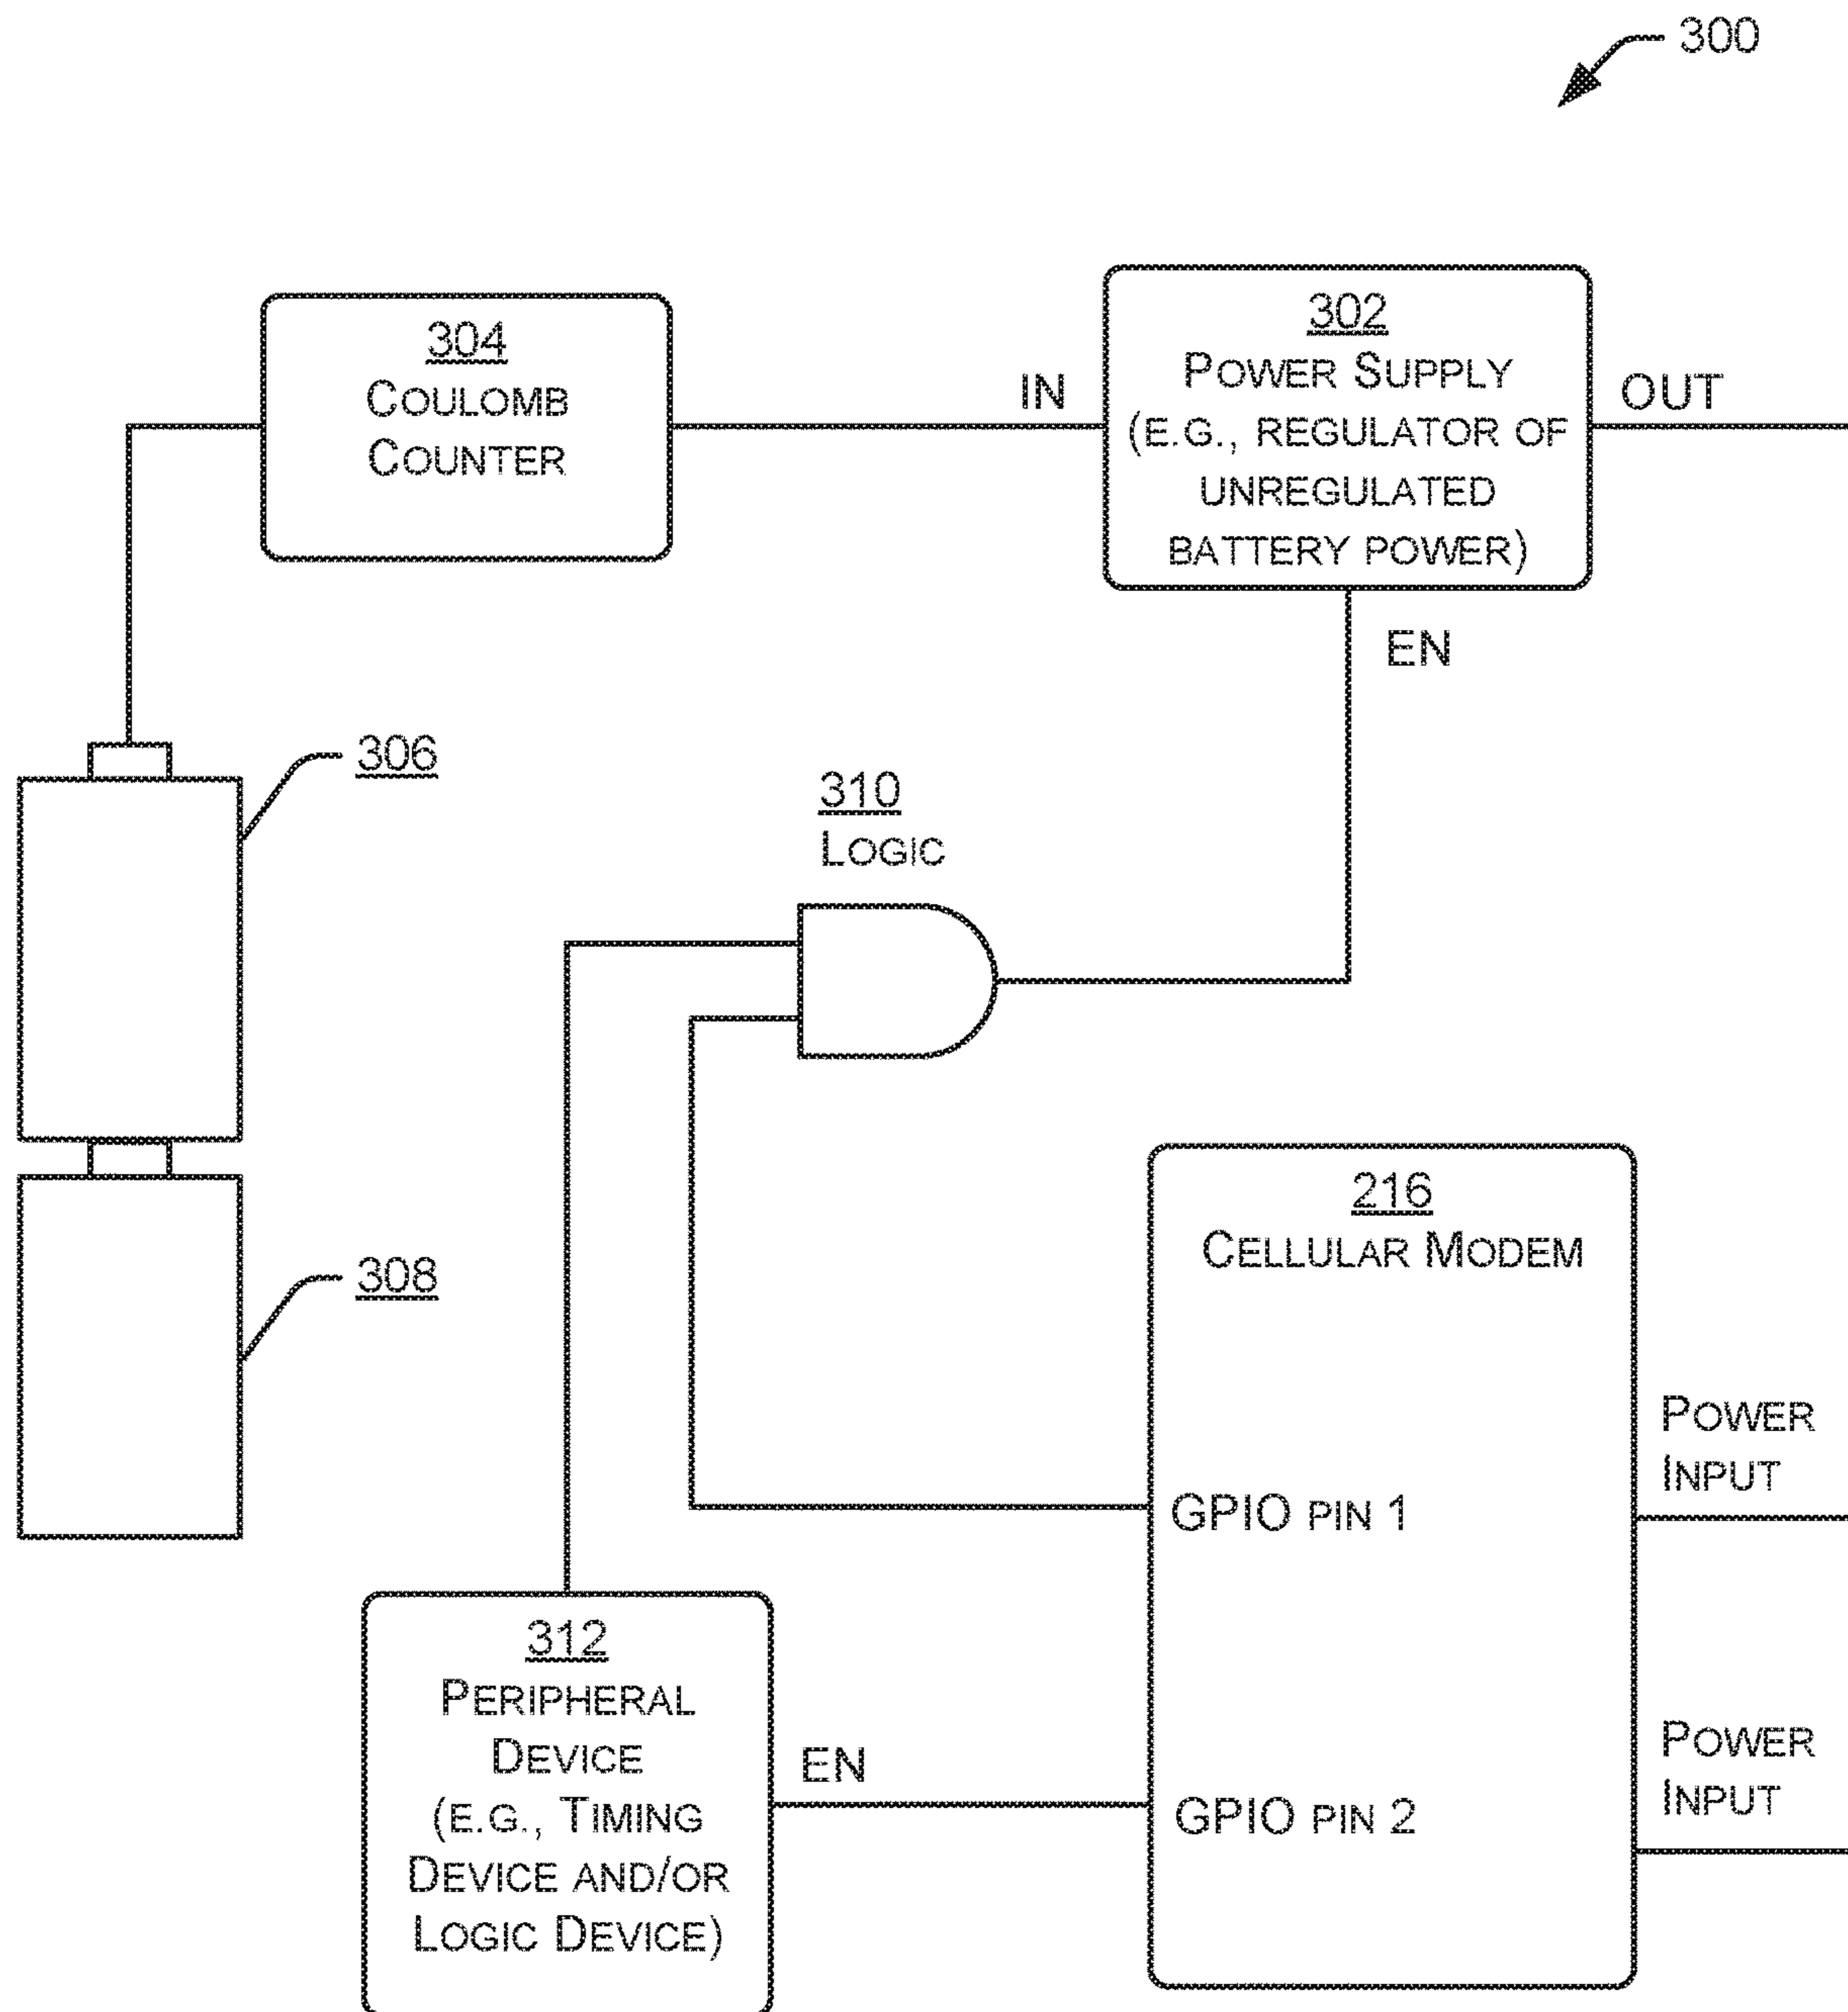 300
304
COULOMB
COUNTER
IN
302
POWER SUPPLY
(E.G., REGULATOR OF
UNREGULATED
BATTERY POWER)
OUT
EN
306
310
LOGIC
308
216
CELLULAR MODEM
POWER
INPUT
GPIO PIN 1
312
PERIPHERAL
DEVICE
(E.G., TIMING
DEVICE AND/OR
LOGIC DEVICE)
EN
GPIO PIN 2
POWER
INPUT